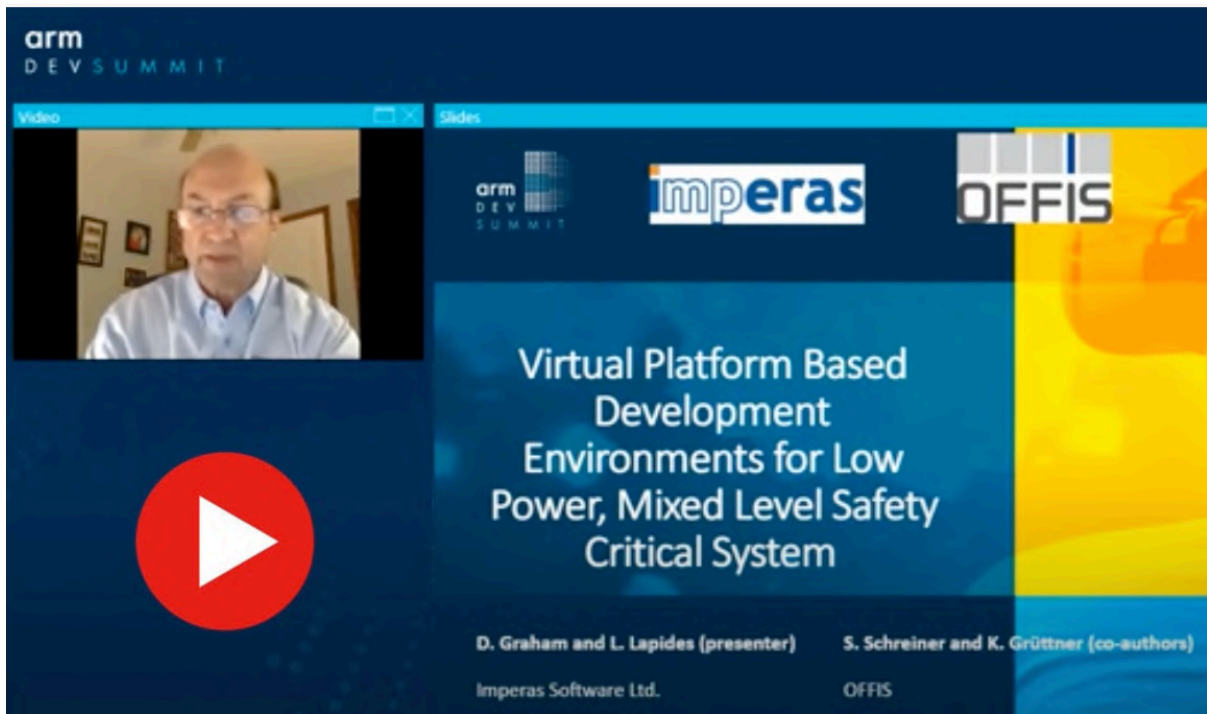 arm
DEVSUMMIT
Video
Slides
arm
DEV
SUMMIT
imperas
OFFIS
Virtual Platform Based
Development
Environments for Low
Power, Mixed Level Safety
Critical System
D. Graham and L. Lapides (presenter)
S. Schreiner and K. Grüttner (co-authors)
Imperas Software Ltd.
OFFIS